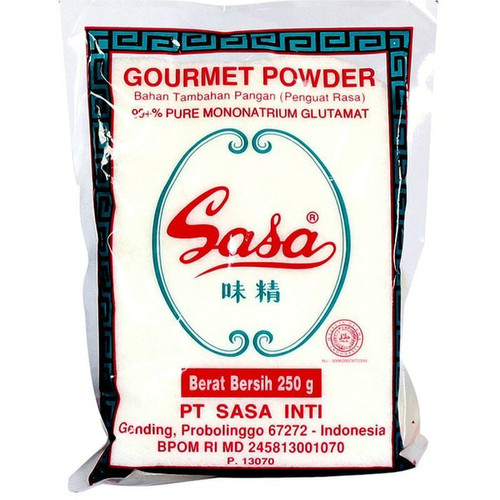 GOURMET POWDER
Bahan Tambahan Pangan (Penguat Rasa)
99+% PURE MONONATRIUM GLUTAMAT
Sasa®
味精
Berat Bersih 250 g
PT SASA INTI
Gending, Probolinggo 67272 - Indonesia
BPOM RI MD 245813001070
P. 13070